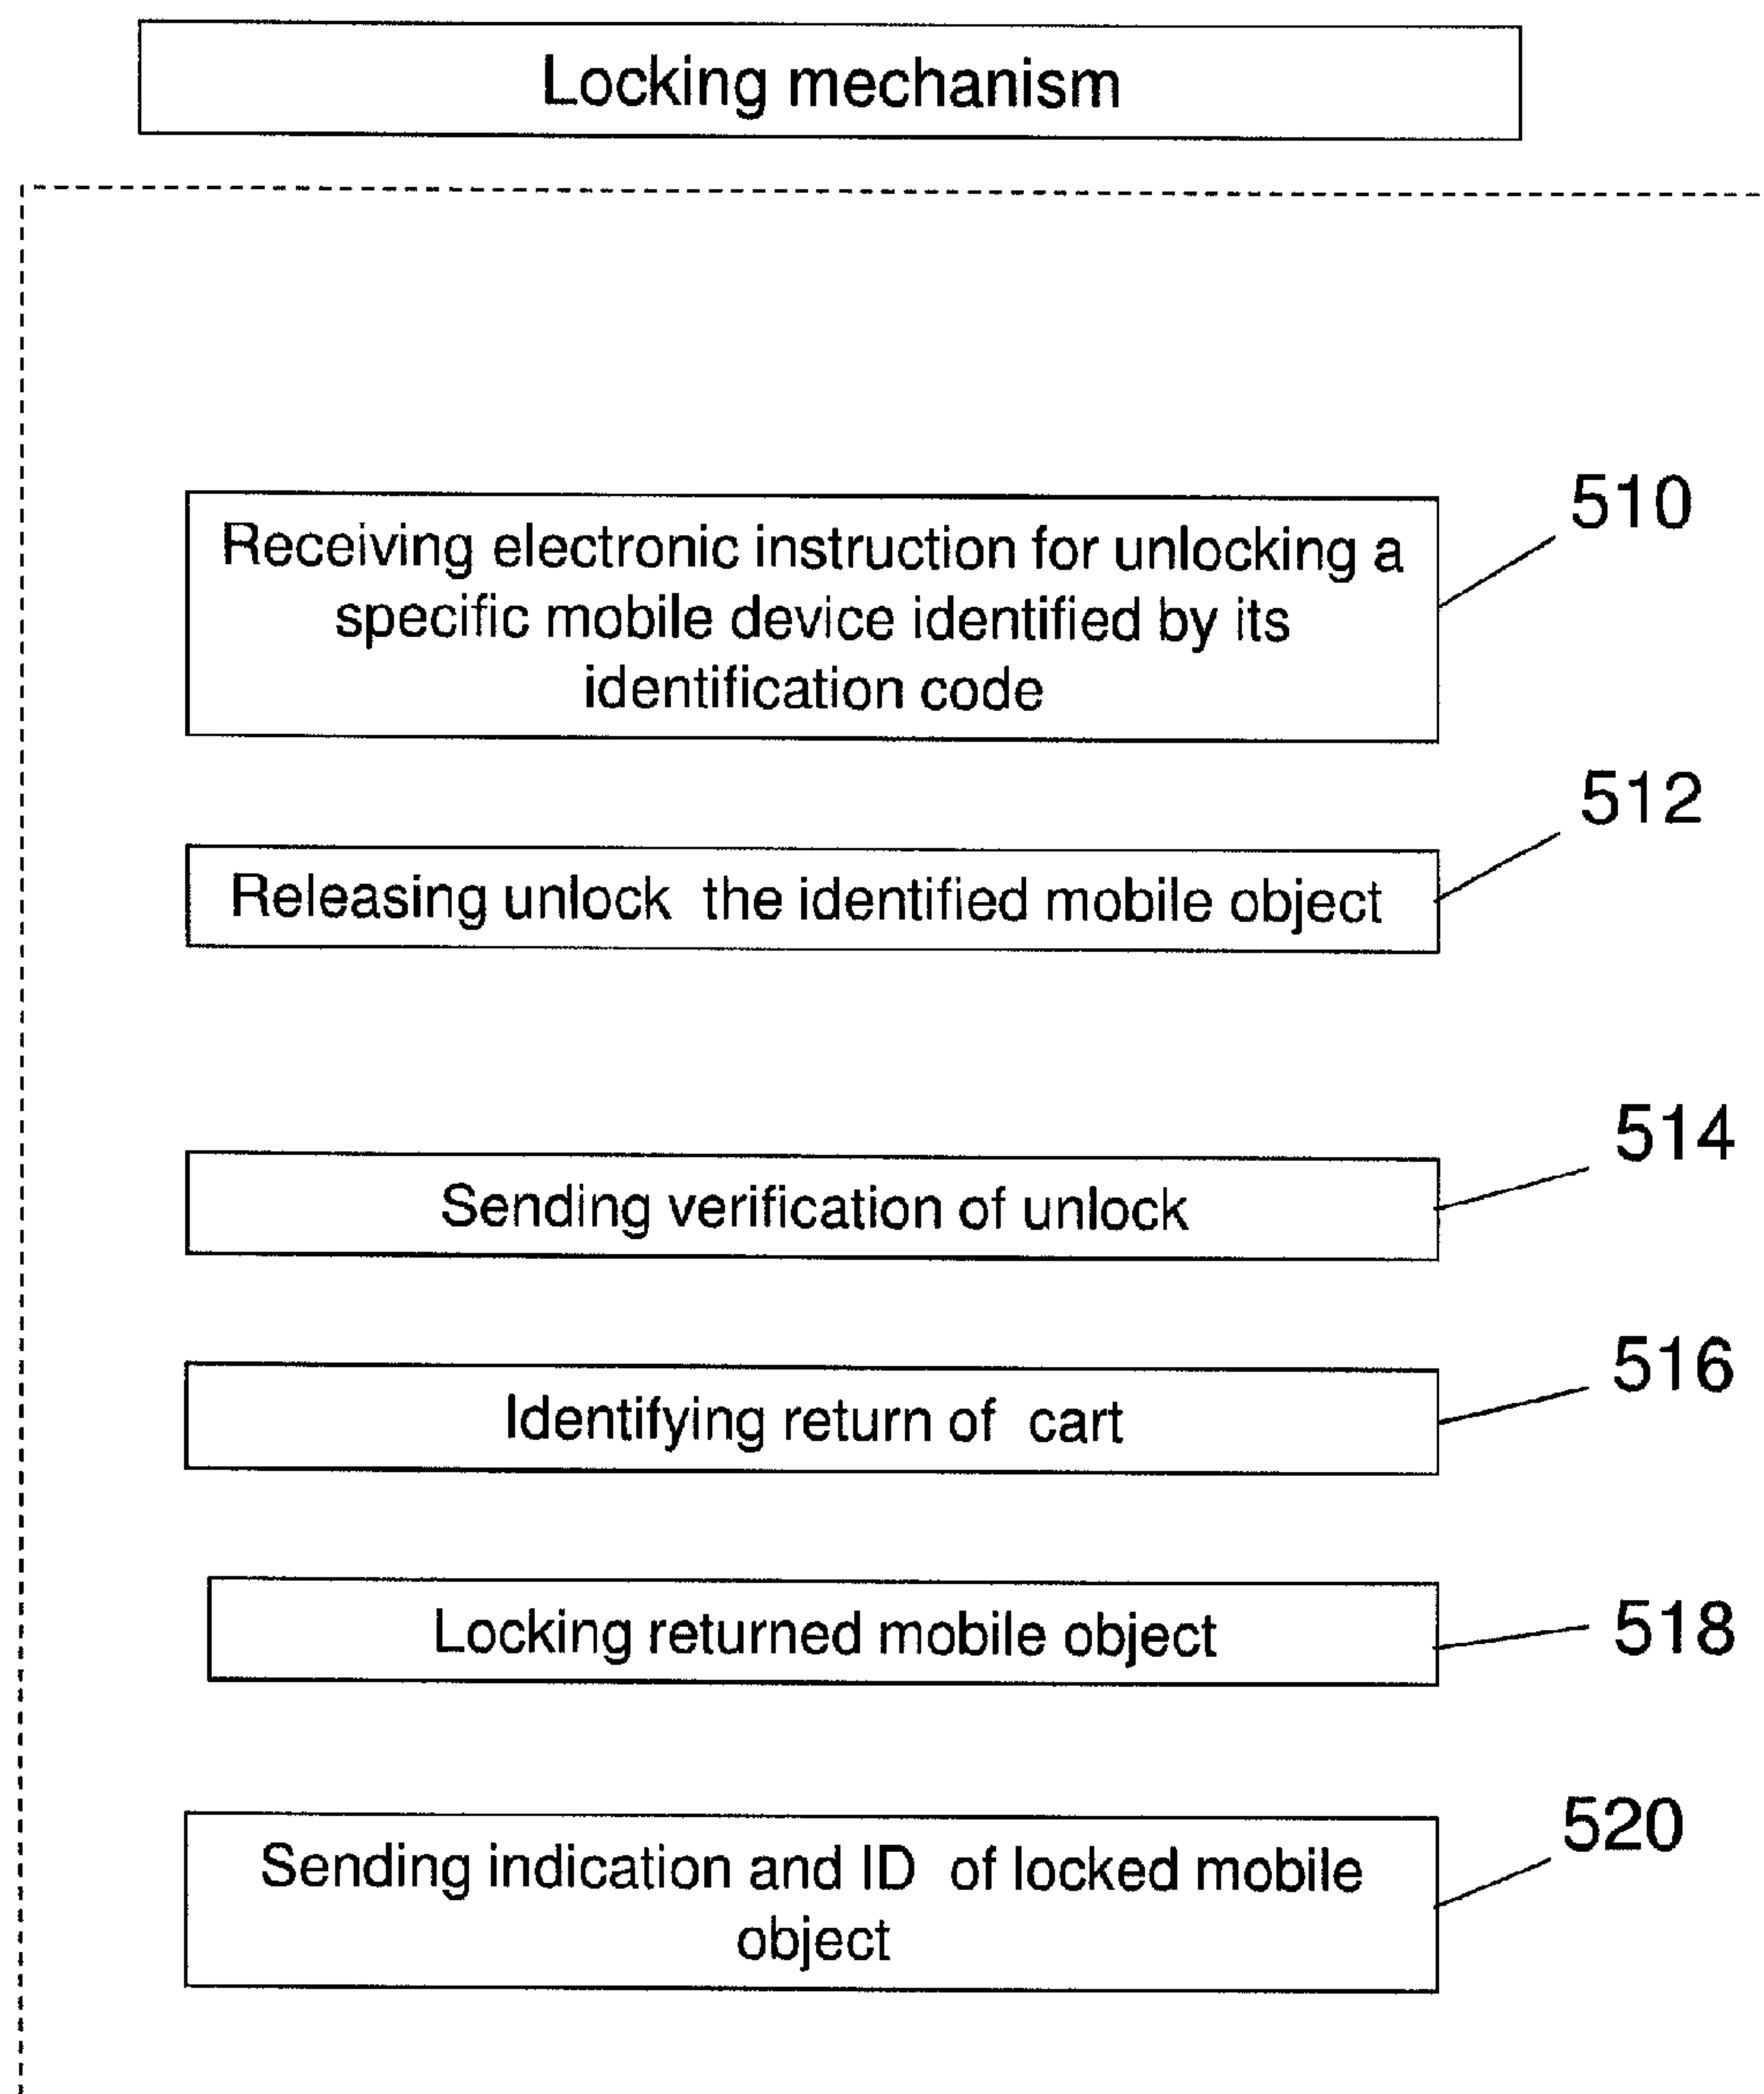 Locking mechanism
510
Receiving electronic instruction for unlocking a
specific mobile device identified by its
identification code
512
Releasing unlock the identified mobile object
514
Sending verification of unlock
516
Identifying return of cart
518
Locking returned mobile object
520
Sending indication and ID of locked mobile
object